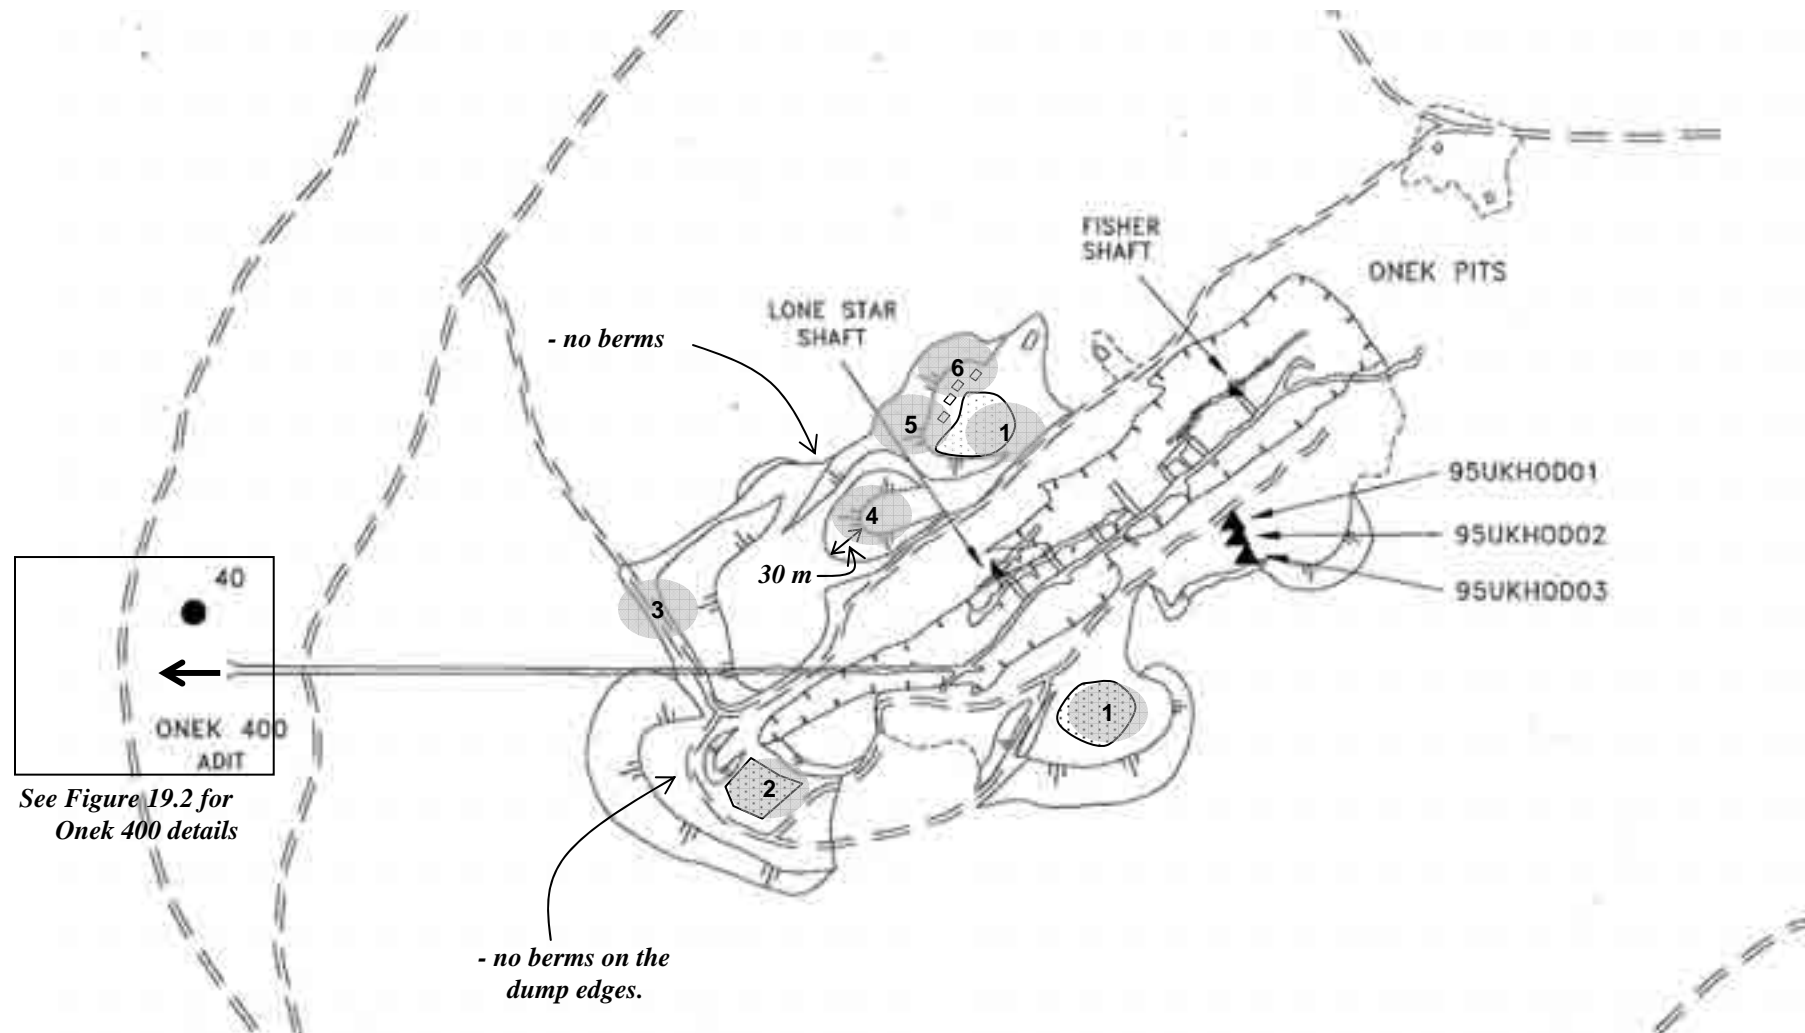 FISHER
SHAFT
ONEK PITS
LONE STAR
SHAFT
- no berms
6
5
1
95UKHOD01
4
95UKHOD02
30 m
40
95UKHOD03
3
1
ONEK 400
ADIT
2
See Figure 19.2 for
Onek 400 details
- no berms on the
dump edges.